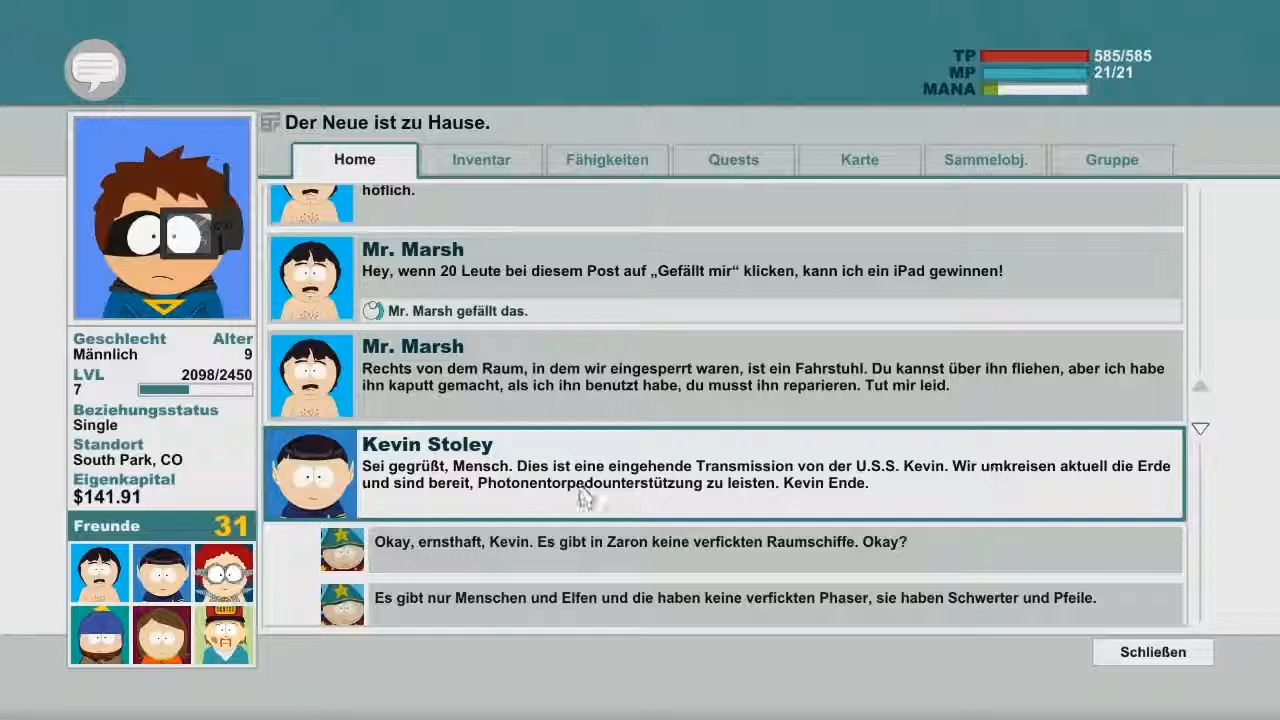 TP 585/585
MP 21/21
MANA
Der Neue ist zu Hause.
Home Inventar Fähigkeiten Quests Karte Sammelobj. Gruppe
höflich.
Mr. Marsh
Hey, wenn 20 Leute bei diesem Post auf „Gefällt mir“ klicken, kann ich ein iPad gewinnen!
Mr. Marsh gefällt das.
Mr. Marsh
Rechts von dem Raum, in dem wir eingesperrt waren, ist ein Fahrstuhl. Du kannst über ihn fliehen, aber ich habe
ihn kaputt gemacht, als ich ihn benutzt habe, du musst ihn reparieren. Tut mir leid.
Kevin Stoley
Sei gegrüßt, Mensch. Dies ist eine eingehende Transmission von der U.S.S. Kevin. Wir umkreisen aktuell die Erde
und sind bereit, Photonentorpedounterstützung zu leisten. Kevin Ende.
Okay, ernsthaft, Kevin. Es gibt in Zaron keine verfickten Raumschiffe. Okay?
Es gibt nur Menschen und Elfen und die haben keine verfickten Phaser, sie haben Schwerter und Pfeile.
Geschlecht Alter
Männlich 9
LVL 2098/2450
7
Beziehungsstatus
Single
Standort
South Park, CO
Eigenkapital
$141.91
Freunde 31
Schließen